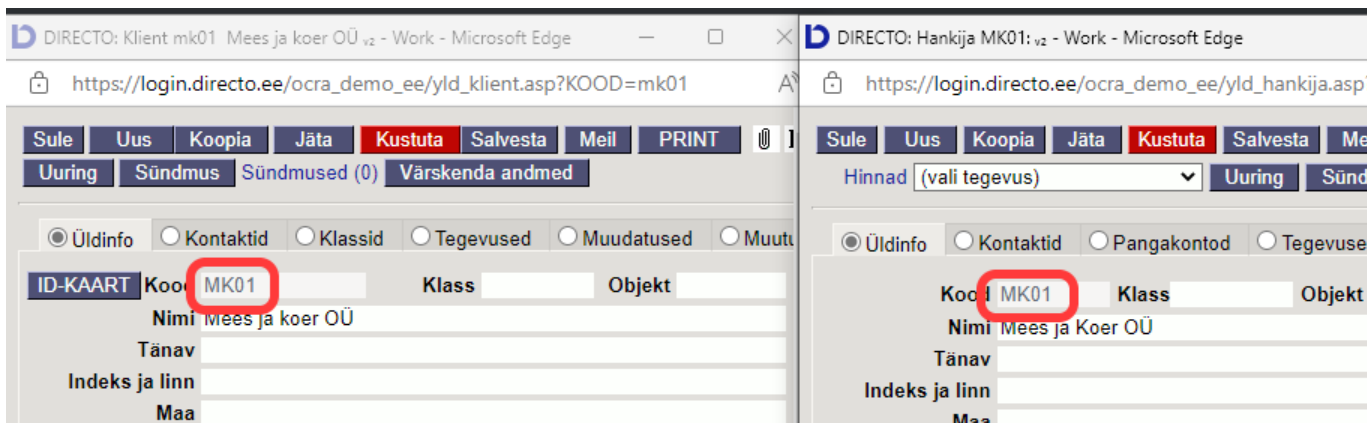 DIRECTO: Klient mk01 Mees ja koer OÜ v2 - Work - Microsoft Edge
https://login.directo.ee/ocra_demo_ee/yld_klient.asp?KOOD=mk01
Sule Uus Koopia Jäta Kustuta Salvesta Meil PRINT
Uuring Sündmus Sündmused (0) Värskenda andmed
Üldinfo Kontaktid Klassid Tegevused Muudatused Muutu
ID-KAART Kood MK01 Klass Objekt
Nimi Mees ja koer OÜ
Tänav
Indeks ja linn
Maa
DIRECTO: Hankija MK01: v2 - Work - Microsoft Edge
https://login.directo.ee/ocra_demo_ee/yld_hankija.asp?
Sule Uus Koopia Jäta Kustuta Salvesta Me
Hinnad (vali tegevus) Uuring Sünd
Üldinfo Kontaktid Pangakontod Tegevuse
Kood MK01 Klass Objekt
Nimi Mees ja Koer OÜ
Tänav
Indeks ja linn
Maa